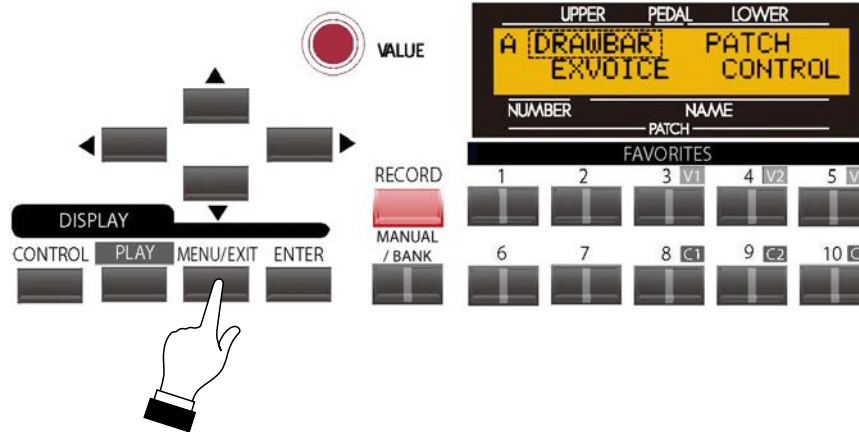 VALUE
UPPER PEDAL LOWER
A DRAWBAR PATCH
EXVOICE CONTROL
NUMBER NAME
PATCH
FAVORITES
RECORD 1 2 3 V1 4 V2 5 V
DISPLAY
MANUAL
/ BANK
CONTROL PLAY MENU/EXIT ENTER
6 7 8 C1 9 C2 10 C